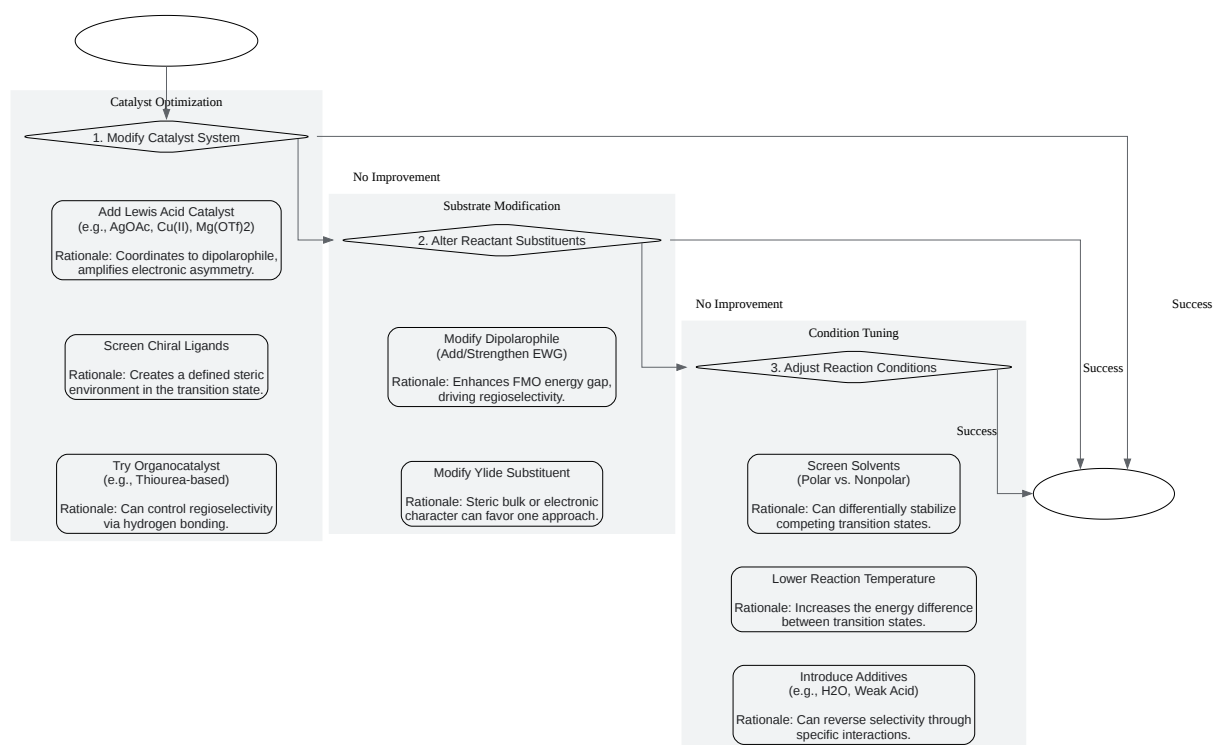 Catalyst Optimization
1. Modify Catalyst System
Add Lewis Acid Catalyst
(e.g., AgOAc, Cu(II), Mg(OTf)2)
Rationale: Coordinates to dipolarophile,
amplifies electronic asymmetry.
Screen Chiral Ligands
Rationale: Creates a defined steric
environment in the transition state.
Try Organocatalyst
(e.g., Thiourea-based)
Rationale: Can control regioselectivity
via hydrogen bonding.
No Improvement
Substrate Modification
2. Alter Reactant Substituents
Modify Dipolarophile
(Add/Strengthen EWG)
Rationale: Enhances FMO energy gap,
driving regioselectivity.
Modify Ylide Substituent
Rationale: Steric bulk or electronic
character can favor one approach.
No Improvement
Condition Tuning
3. Adjust Reaction Conditions
Screen Solvents
(Polar vs. Nonpolar)
Rationale: Can differentially stabilize
competing transition states.
Lower Reaction Temperature
Rationale: Increases the energy difference
between transition states.
Introduce Additives
(e.g., H2O, Weak Acid)
Rationale: Can reverse selectivity through
specific interactions.
Success
Success
Success